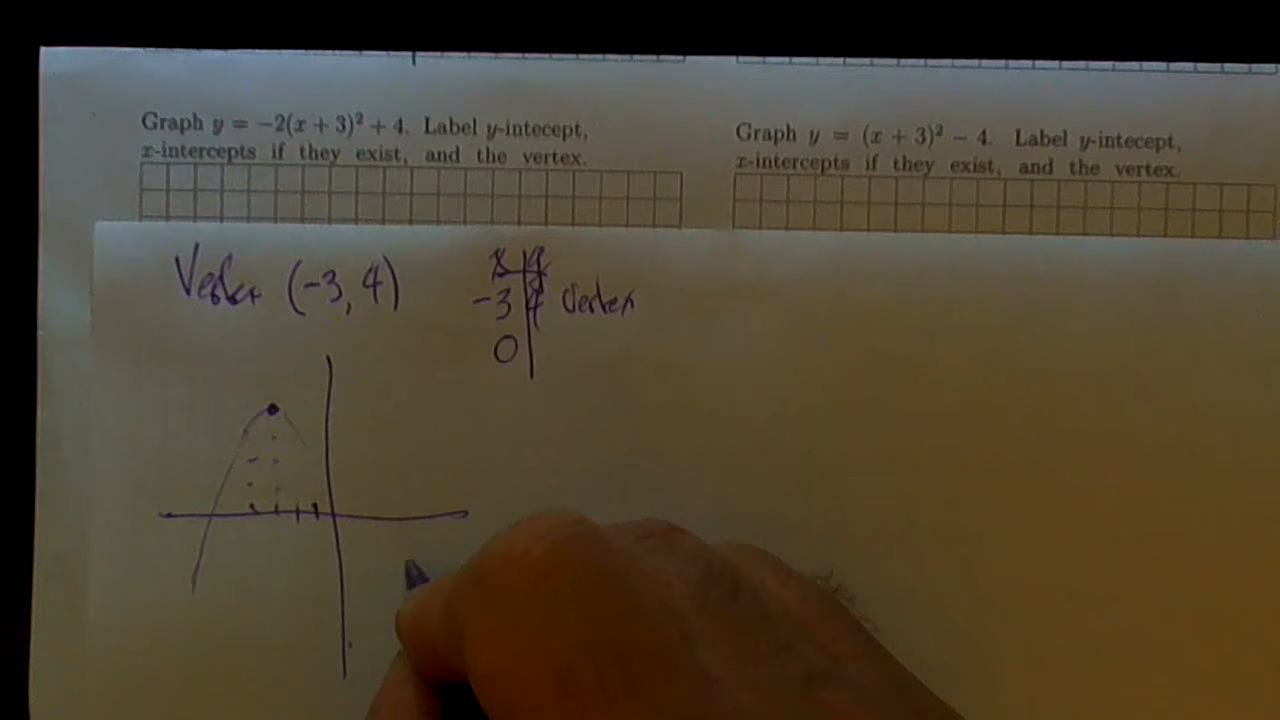 Graph y = −2(x + 3)² + 4. Label y-intecept,
x-intercepts if they exist, and the vertex.
Graph y = (x + 3)² − 4. Label y-intecept,
x-intercepts if they exist, and the vertex.
Vertex (-3, 4)
x y
-3 4 vertex
0